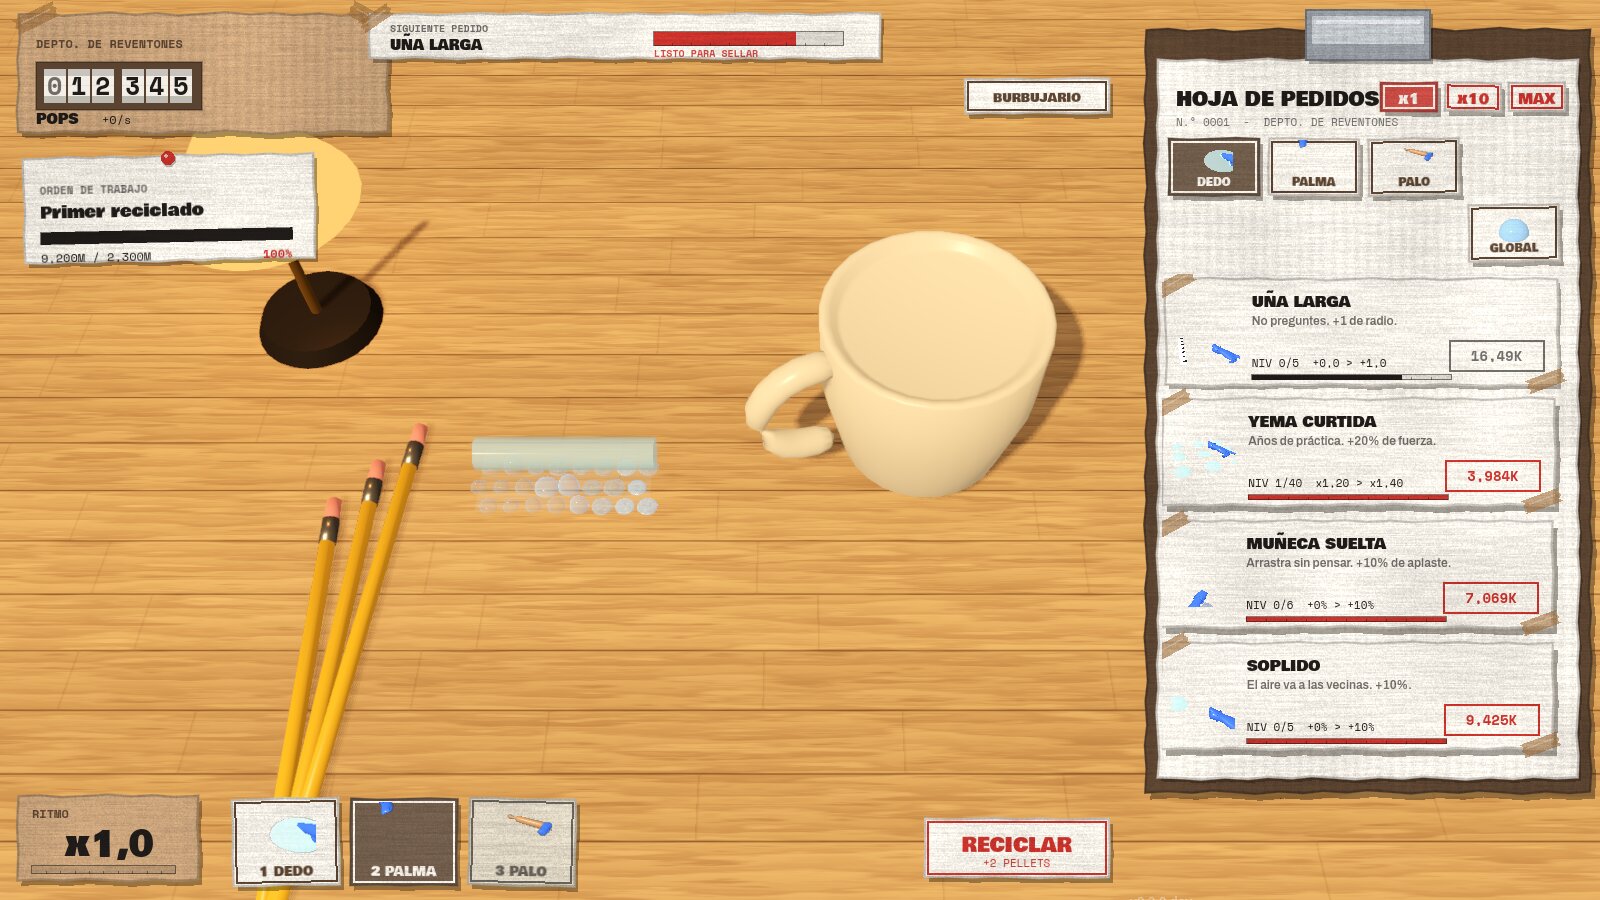 DEPTO. DE REVENTONES
012345
POPS +0/s
SIGUIENTE PEDIDO
UÑA LARGA
LISTO PARA SELLAR
BURBUJARIO
ORDEN DE TRABAJO
Primer reciclado
9,200M / 2,300M 100%
HOJA DE PEDIDOS x1 x10 MAX
N.° 0001 - DEPTO. DE REVENTONES
DEDO PALMA PALO
GLOBAL
UÑA LARGA
No preguntes. +1 de radio.
NIV 0/5 +0,0 > +1,0
16,49K
YEMA CURTIDA
Años de práctica. +20% de fuerza.
NIV 1/40 x1,20 > x1,40
3,984K
MUÑECA SUELTA
Arrastra sin pensar. +10% de aplaste.
NIV 0/6 +0% > +10%
7,069K
SOPLIDO
El aire va a las vecinas. +10%.
NIV 0/5 +0% > +10%
9,425K
RITMO
x1,0
1 DEDO 2 PALMA 3 PALO
RECICLAR
+2 PELLETS